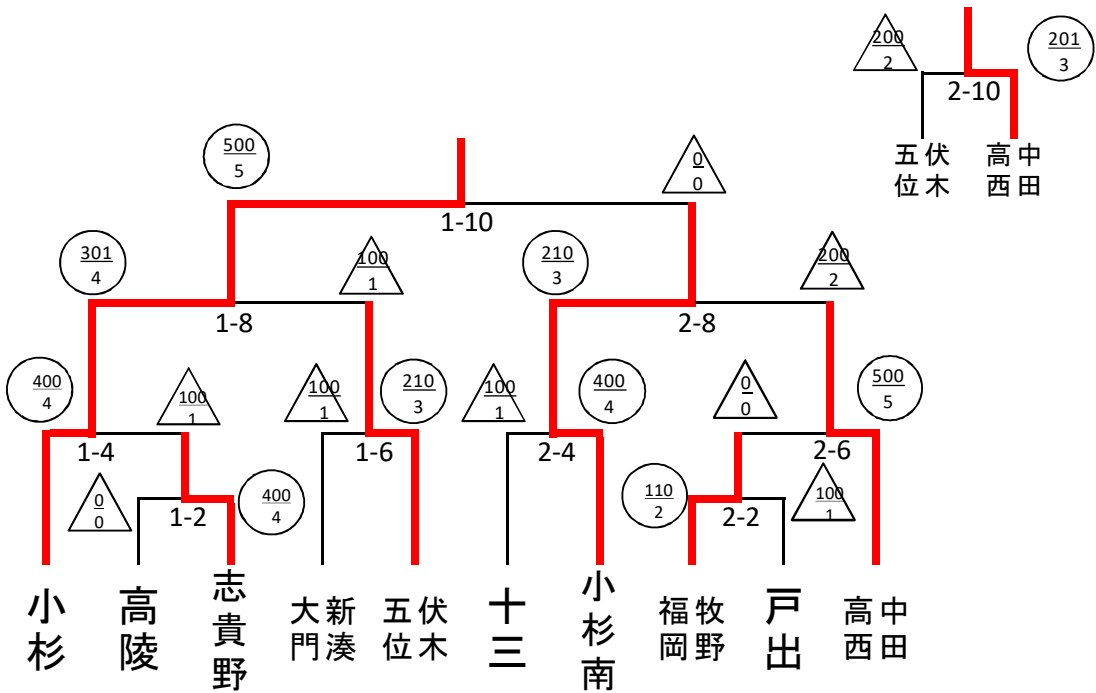 200
2
201
3
2-10
五位
伏木
高西
中田
500
5
0
0
1-10
301
4
100
1
210
3
200
2
1-8
2-8
400
4
100
1
100
1
210
3
100
1
400
4
0
0
500
5
1-4
1-6
2-4
2-6
0
0
1-2
400
4
110
2
2-2
100
1
小杉
高陵
志貴野
大門
新湊
五位
伏木
十三
小杉南
福岡
牧野
戸出
高西
中田